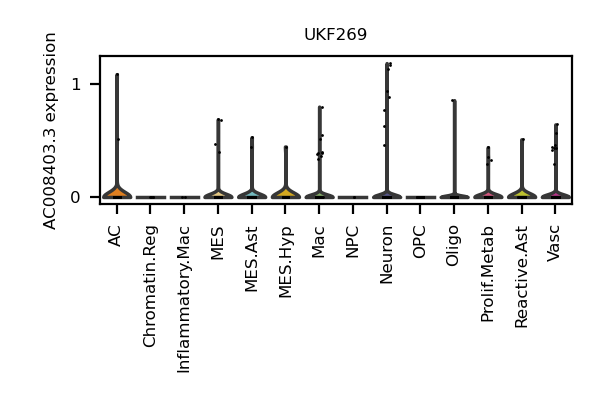 UKF269
AC008403.3 expression
1
0
AC
Chromatin.Reg
Inflammatory.Mac
MES
MES.Ast
MES.Hyp
Mac
NPC
Neuron
OPC
Oligo
Prolif.Metab
Reactive.Ast
Vasc